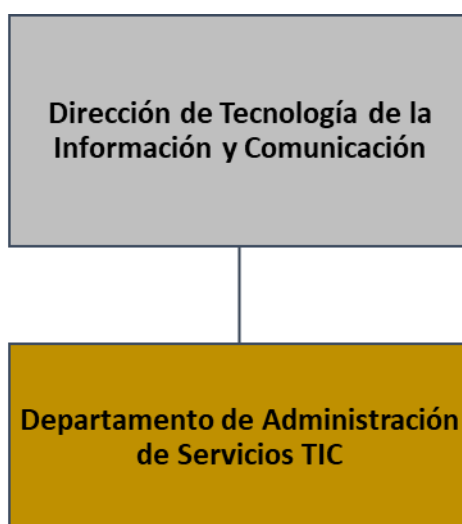 Dirección de Tecnología de la
Información y Comunicación
Departamento de Administración
de Servicios TIC